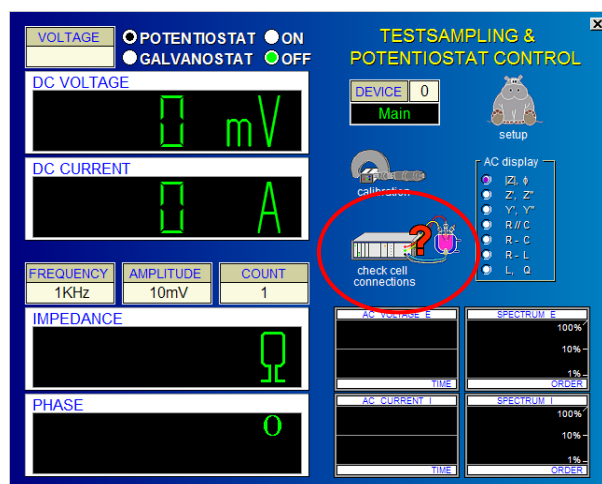 TESTSAMPLING &
POTENTIOSTAT CONTROL
VOLTAGE
POTENTIOSTAT ON
GALVANOSTAT OFF
DC VOLTAGE
0 mV
DC CURRENT
0 A
FREQUENCY AMPLITUDE COUNT
1KHz 10mV 1
IMPEDANCE
Ω
PHASE
o
DEVICE 0
Main
setup
calibration
AC display
|Z|, ϕ
Z', Z"
Y', Y"
R // C
R - C
R - L
L, Q
?
check cell
connections
AC VOLTAGE E
TIME
SPECTRUM E
100%
10%
1%
ORDER
AC CURRENT I
TIME
SPECTRUM I
100%
10%
1%
ORDER